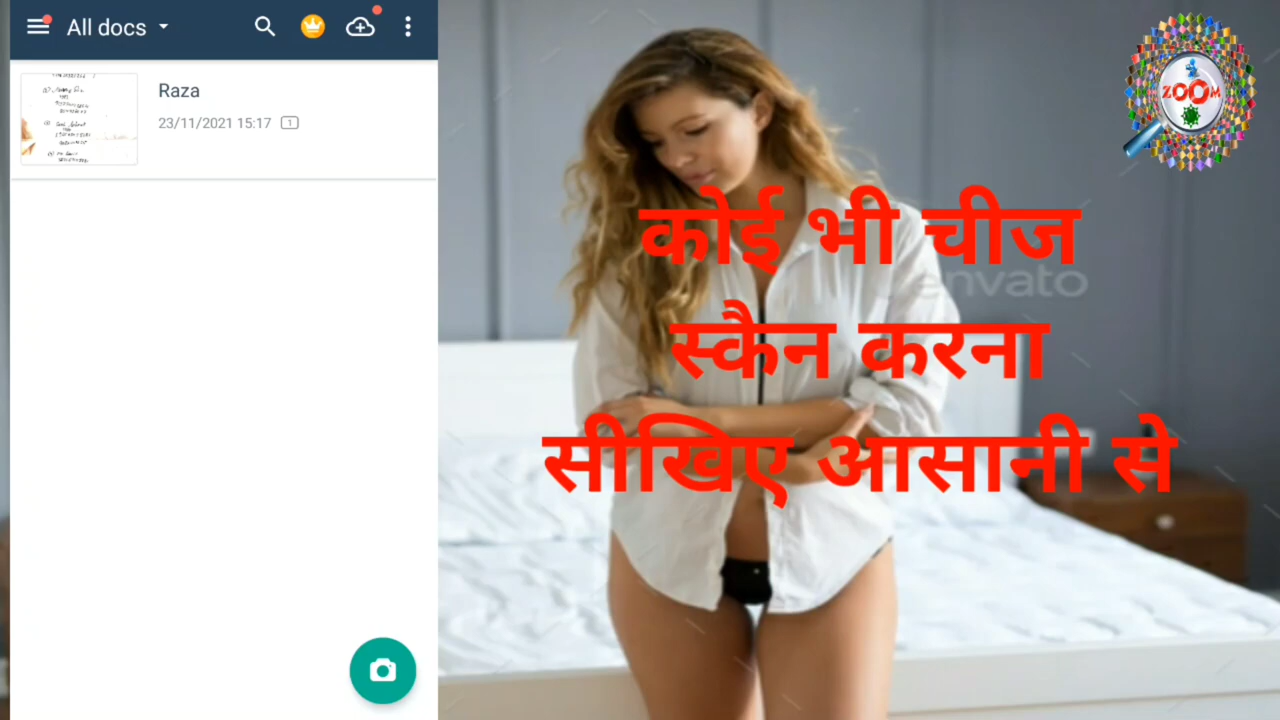 All docs
Raza
23/11/2021 15:17
1
ZOOM
कोई भी चीज
envato
स्कैन करना
सीखिए आसानी से